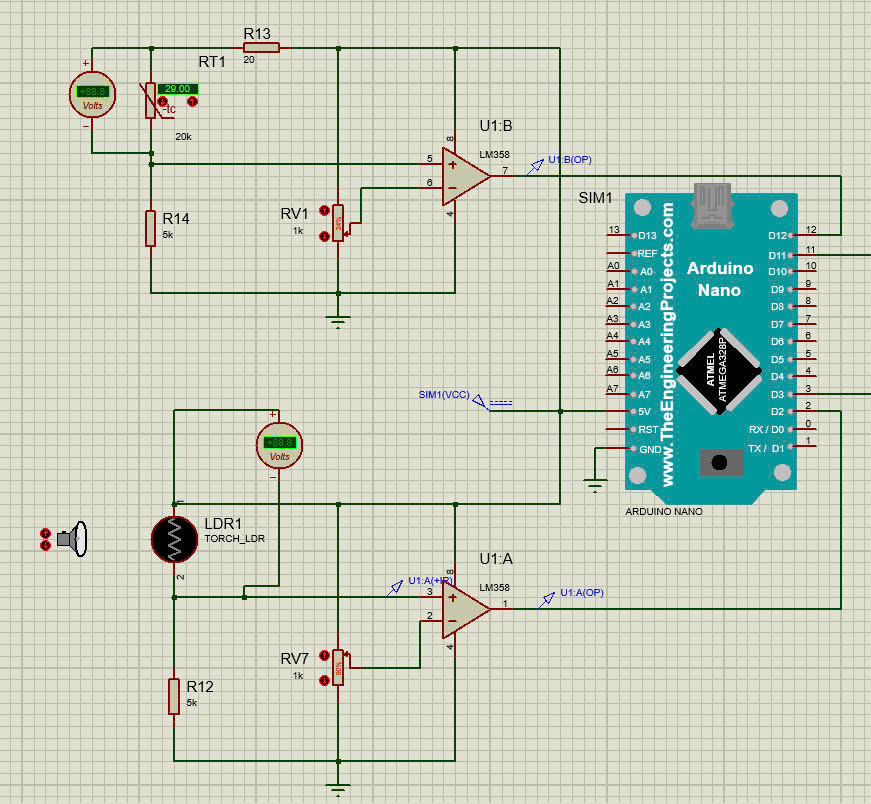 R13
RT1
20
+88.8
Volts
29.00
-tc
20k
U1:B
8
LM358
5
6
7
4
U1:B(OP)
R14
5k
RV1
1k
24%
SIM1
SIM1(VCC)
www.TheEngineeringProjects.com
Arduino
Nano
ATMEL
ATMEGA328P
13 D13
REF
A0 A0
A1 A1
A2 A2
A3 A3
A4 A4
A5 A5
A6 A6
A7 A7
5V
RST
GND
D12 12
D11 11
D10 10
D9 9
D8 8
D7 7
D6 6
D5 5
D4 4
D3 3
D2 2
RX / D0 0
TX / D1 1
ARDUINO NANO
+88.8
Volts
1
LDR1
TORCH_LDR
2
U1:A
8
LM358
U1:A(+IP)
3
2
1
4
U1:A(OP)
RV7
1k
R12
5k